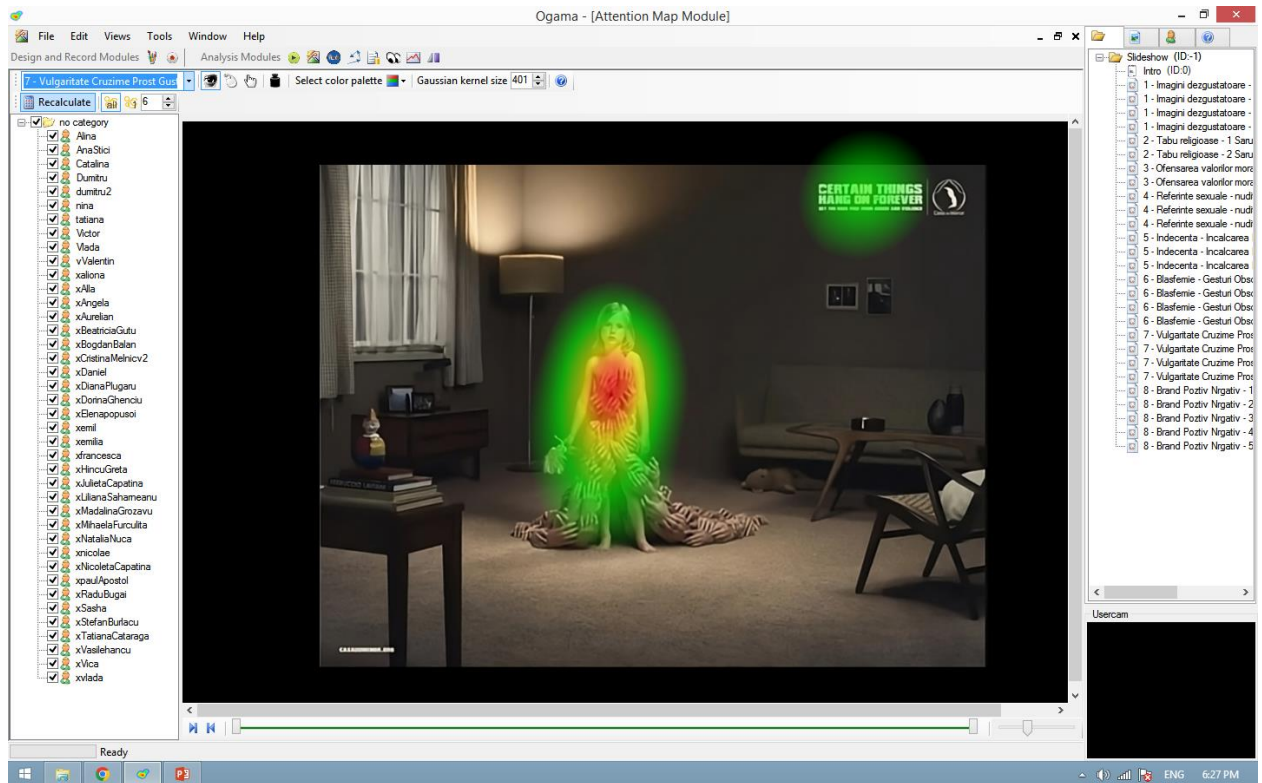 Ogama - [Attention Map Module]
File Edit Views Tools Window Help
Design and Record Modules Analysis Modules
7 - Vulgaritate Cruzime Prost Gust Select color palette Gaussian kernel size 401
Recalculate 6
no category
Alina
AnaStici
Catalina
Dumitru
dumitru2
nina
tatiana
Victor
Vlada
vValentin
xaliona
xAlla
xAngela
xAurelian
xBeatriciaGutu
xBogdanBalan
xCristinaMelnicv2
xDaniel
xDianaPlugaru
xDorinaGhenciu
xElenapopusoi
xemil
xemilia
xfrancesca
xHincuGreta
xJulietaCapatina
xLilianaSaharneanu
xMadalinaGrozavu
xMihaelaFurculita
xNataliaNuca
xnicolae
xNicoletaCapatina
xpaulApostol
xRaduBugai
xSasha
xStefanBurlacu
xTatianaCataraga
xVasilehancu
xVica
xvlada
CERTAIN THINGS
HANG ON FOREVER
Slideshow (ID:-1)
Intro (ID:0)
1 - Imagini dezgustatoare -
1 - Imagini dezgustatoare -
1 - Imagini dezgustatoare -
1 - Imagini dezgustatoare -
2 - Tabu religioase - 1 Saru
2 - Tabu religioase - 2 Saru
3 - Ofensarea valorilor mora
3 - Ofensarea valorilor mora
4 - Referinte sexuale - nudi
4 - Referinte sexuale - nudi
4 - Referinte sexuale - nudi
5 - Indecenta - Incalcarea
5 - Indecenta - Incalcarea
5 - Indecenta - Incalcarea
6 - Blasfemie - Gesturi Obsc
6 - Blasfemie - Gesturi Obsc
6 - Blasfemie - Gesturi Obsc
6 - Blasfemie - Gesturi Obsc
7 - Vulgaritate Cruzime Pros
7 - Vulgaritate Cruzime Pros
7 - Vulgaritate Cruzime Pros
7 - Vulgaritate Cruzime Pros
8 - Brand Poztiv Nrgativ - 1
8 - Brand Poztiv Nrgativ - 2
8 - Brand Poztiv Nrgativ - 3
8 - Brand Poztiv Nrgativ - 4
8 - Brand Poztiv Nrgativ - 5
Usercam
Ready
ENG 6:27 PM